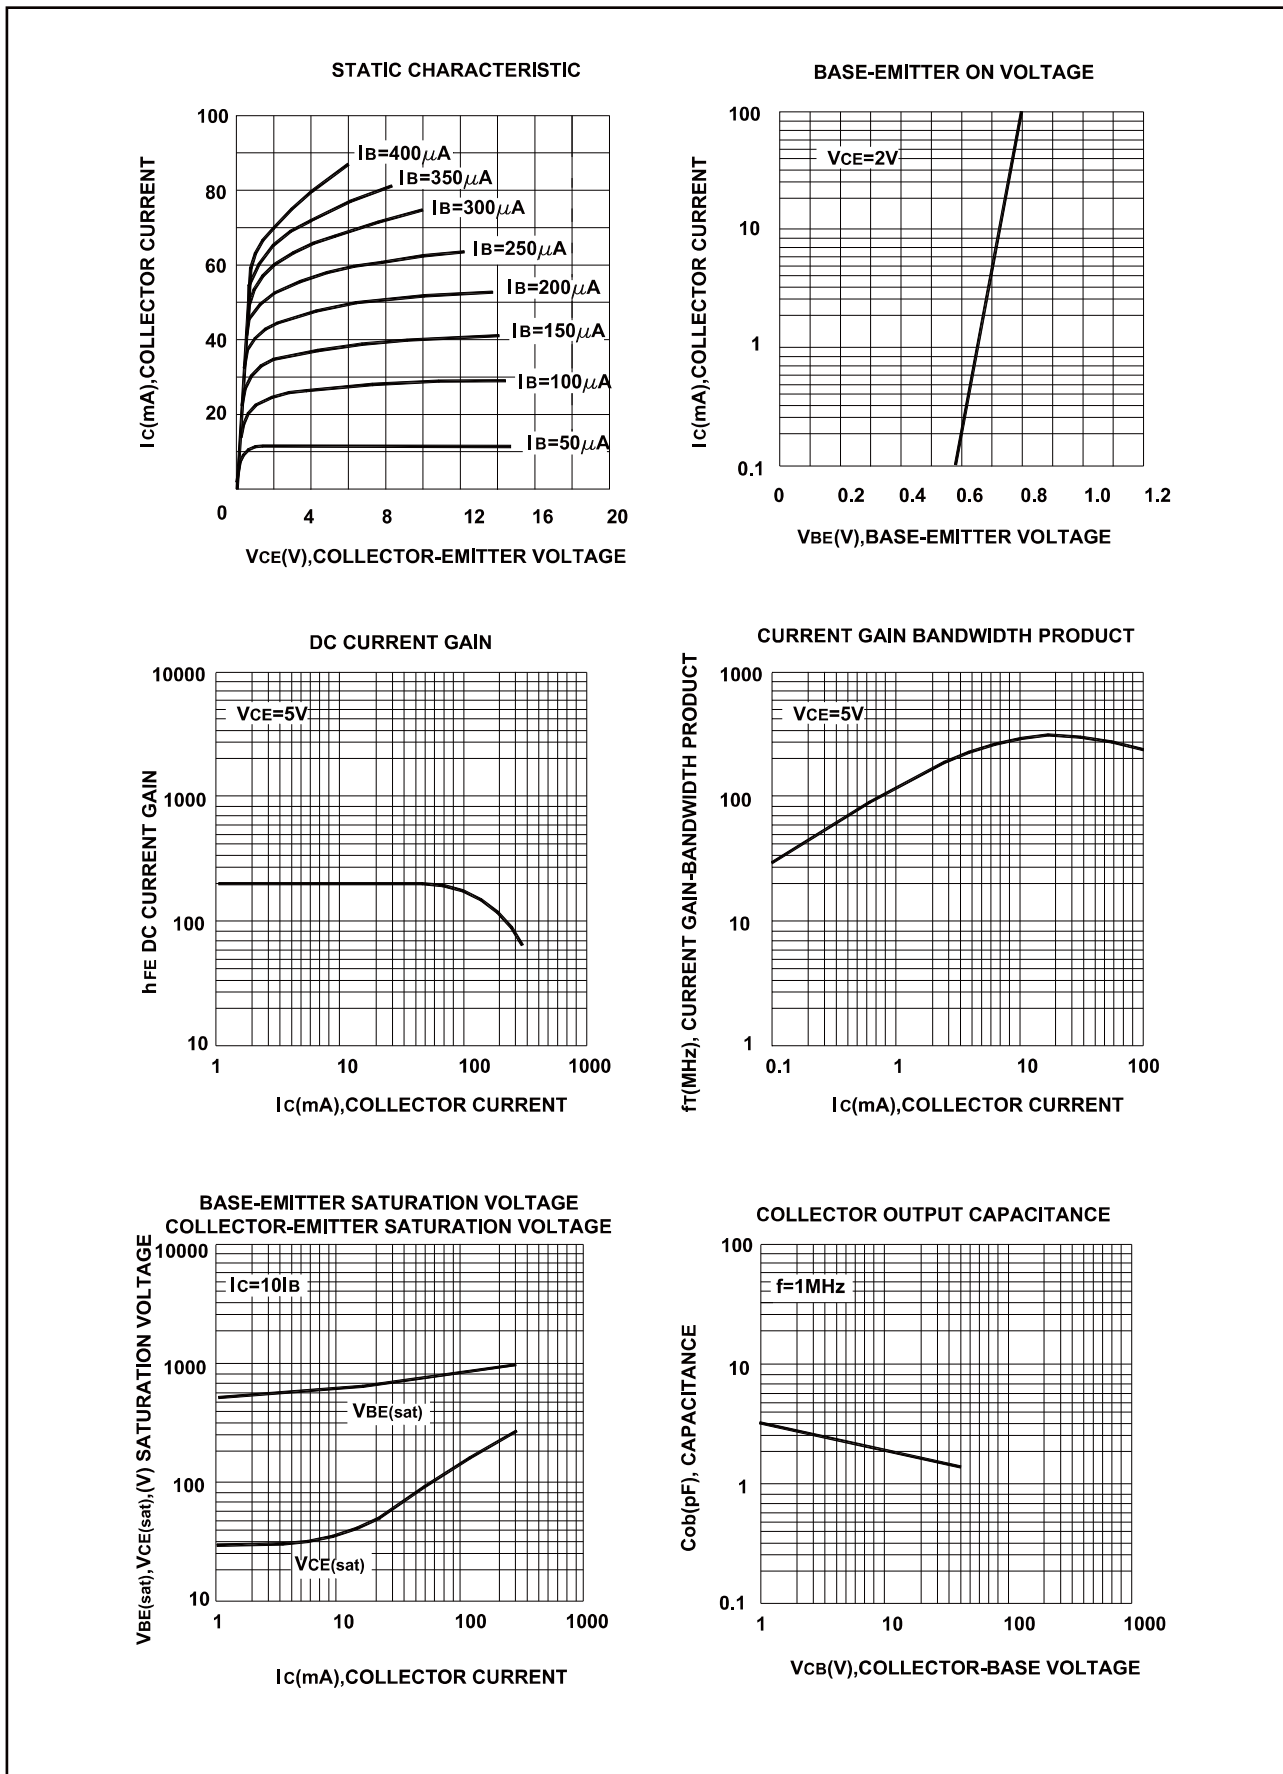 STATIC CHARACTERISTIC
100
80
60
40
20
0
4
8
12
16
20
IB=400μA
IB=350μA
IB=300μA
IB=250μA
IB=200μA
IB=150μA
IB=100μA
IB=50μA
IC(mA),COLLECTOR CURRENT
VCE(V),COLLECTOR-EMITTER VOLTAGE
BASE-EMITTER ON VOLTAGE
100
10
1
0.1
VCE=2V
0
0.2
0.4
0.6
0.8
1.0
1.2
IC(mA),COLLECTOR CURRENT
VBE(V),BASE-EMITTER VOLTAGE
DC CURRENT GAIN
10000
1000
100
10
VCE=5V
1
10
100
1000
hFE DC CURRENT GAIN
IC(mA),COLLECTOR CURRENT
CURRENT GAIN BANDWIDTH PRODUCT
1000
100
10
1
VCE=5V
0.1
1
10
100
fT(MHz), CURRENT GAIN-BANDWIDTH PRODUCT
IC(mA),COLLECTOR CURRENT
BASE-EMITTER SATURATION VOLTAGE
COLLECTOR-EMITTER SATURATION VOLTAGE
10000
1000
100
10
IC=10IB
VBE(sat)
VCE(sat)
1
10
100
1000
VBE(sat),VCE(sat),(V) SATURATION VOLTAGE
IC(mA),COLLECTOR CURRENT
COLLECTOR OUTPUT CAPACITANCE
100
10
1
0.1
f=1MHz
1
10
100
1000
Cob(pF), CAPACITANCE
VCB(V),COLLECTOR-BASE VOLTAGE